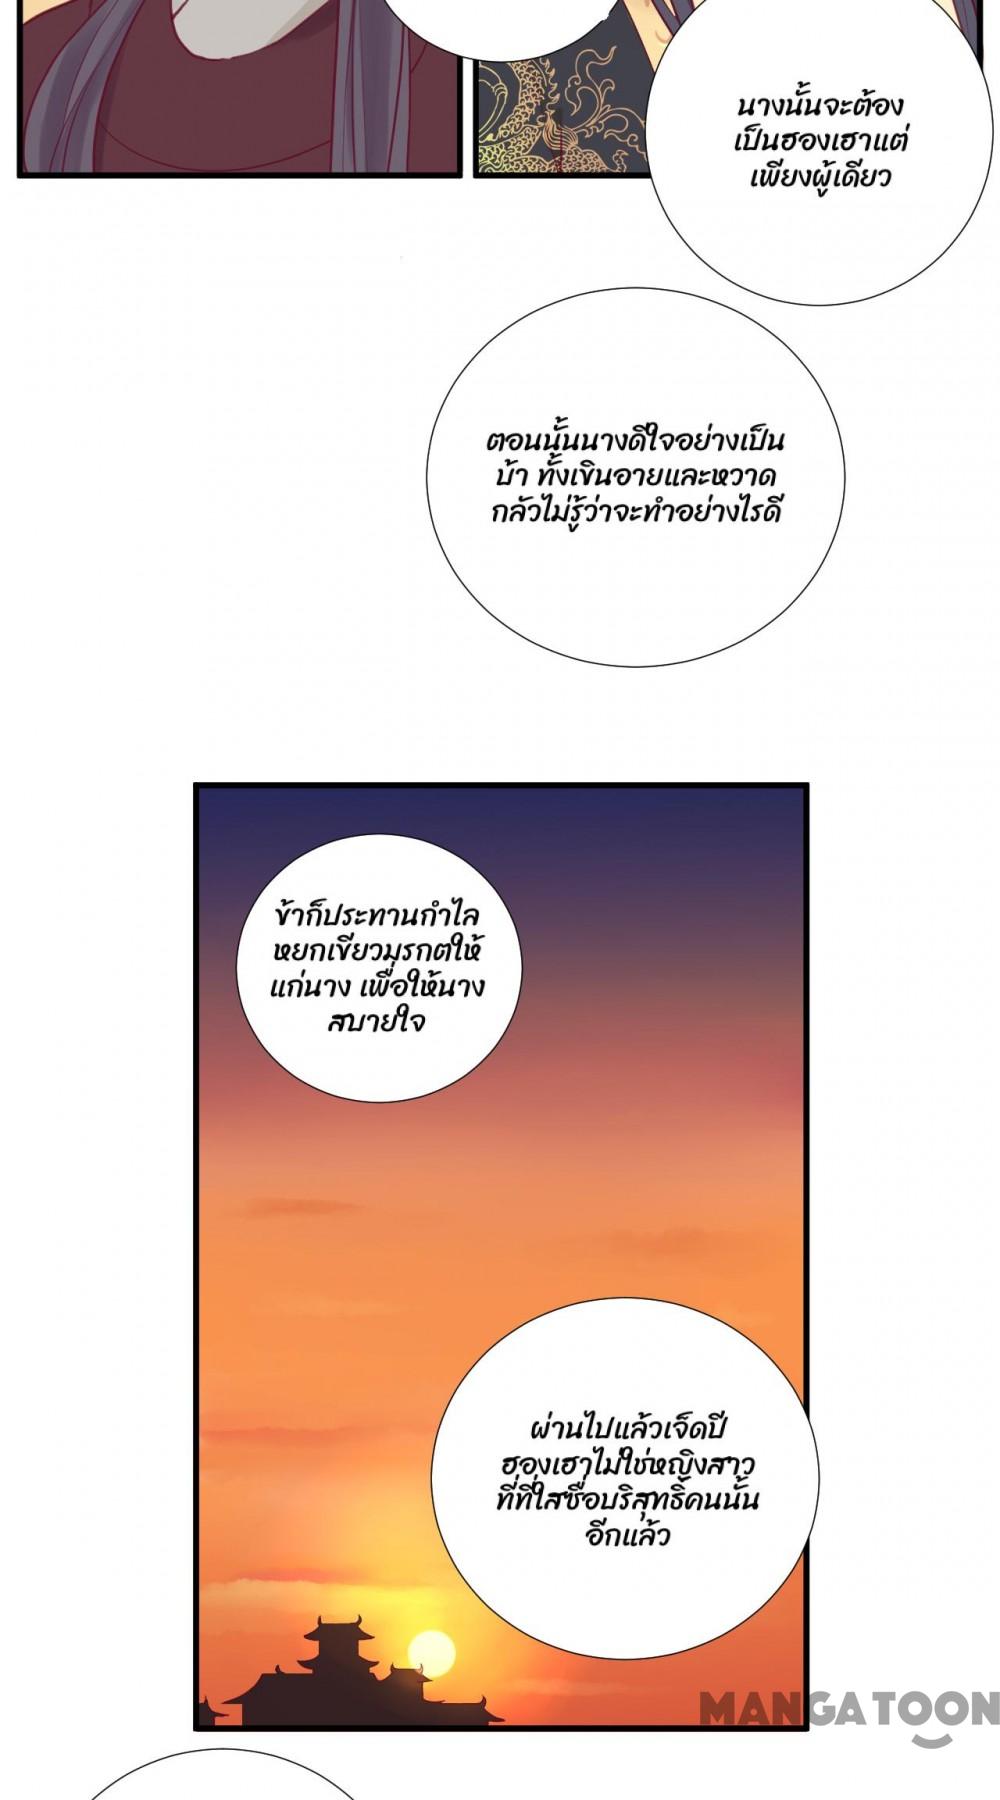 นางนั้นจะต้อง
เป็นฮองเฮาแต่
เพียงผู้เดียว
ตอนนั้นนางดีใจอย่างเป็น
บ้า ทั้งเขินอายและหวาด
กลัวไม่รู้ว่าจะทำอย่างไรดี
ข้าก็ประทานกำไล
หยกเขียวมรกตให้
แก่นาง เพื่อให้นาง
สบายใจ
ผ่านไปแล้วเจ็ดปี
ฮองเฮาไม่ใช่หญิงสาว
ที่ที่ใสซื่อบริสุทธิ์คนนั้น
อีกแล้ว
MANGATOON